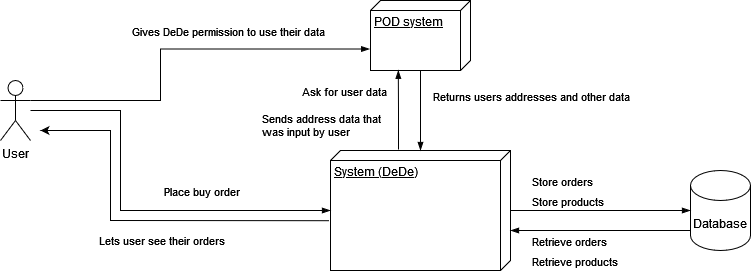 POD system
Gives DeDe permission to use their data
Ask for user data
Returns users addresses and other data
Sends address data that
was input by user
User
System (DeDe)
Place buy order
Store orders
Store products
Database
Lets user see their orders
Retrieve orders
Retrieve products